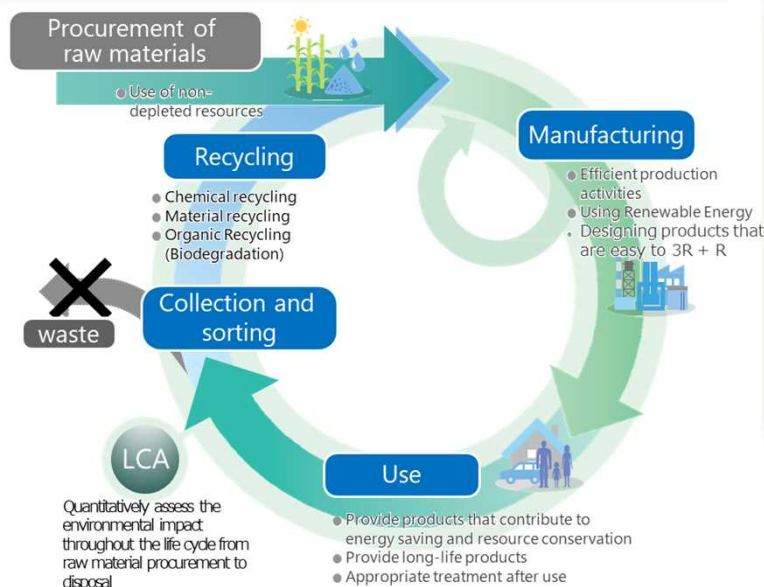 Procurement of
raw materials
Use of non-
depleted resources
Recycling
Chemical recycling
Material recycling
Organic Recycling
(Biodegradation)
Manufacturing
Efficient production
activities
Using Renewable Energy
Designing products that
are easy to 3R + R
Collection and
sorting
waste
LCA
Quantitatively assess the
environmental impact
throughout the life cycle from
raw material procurement to
disposal
Use
Provide products that contribute to
energy saving and resource conservation
Provide long-life products
Appropriate treatment after use